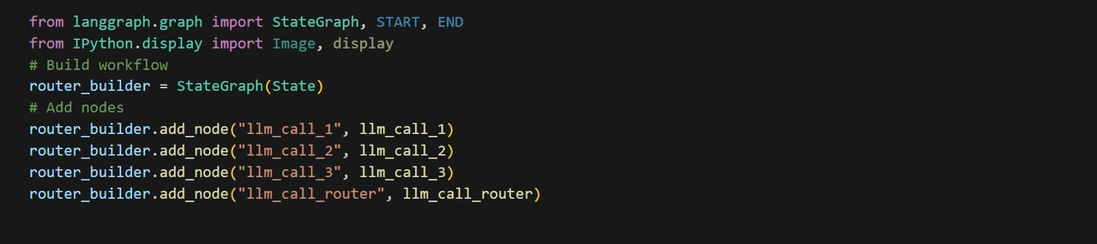 from langgraph.graph import StateGraph, START, END
from IPython.display import Image, display
# Build workflow
router_builder = StateGraph(State)
# Add nodes
router_builder.add_node("llm_call_1", llm_call_1)
router_builder.add_node("llm_call_2", llm_call_2)
router_builder.add_node("llm_call_3", llm_call_3)
router_builder.add_node("llm_call_router", llm_call_router)